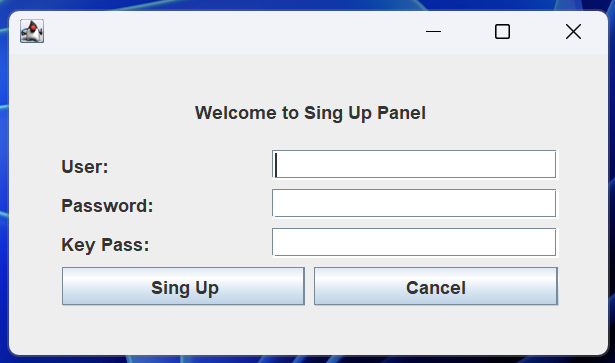 Welcome to Sing Up Panel
User:
Password:
Key Pass:
Sing Up Cancel